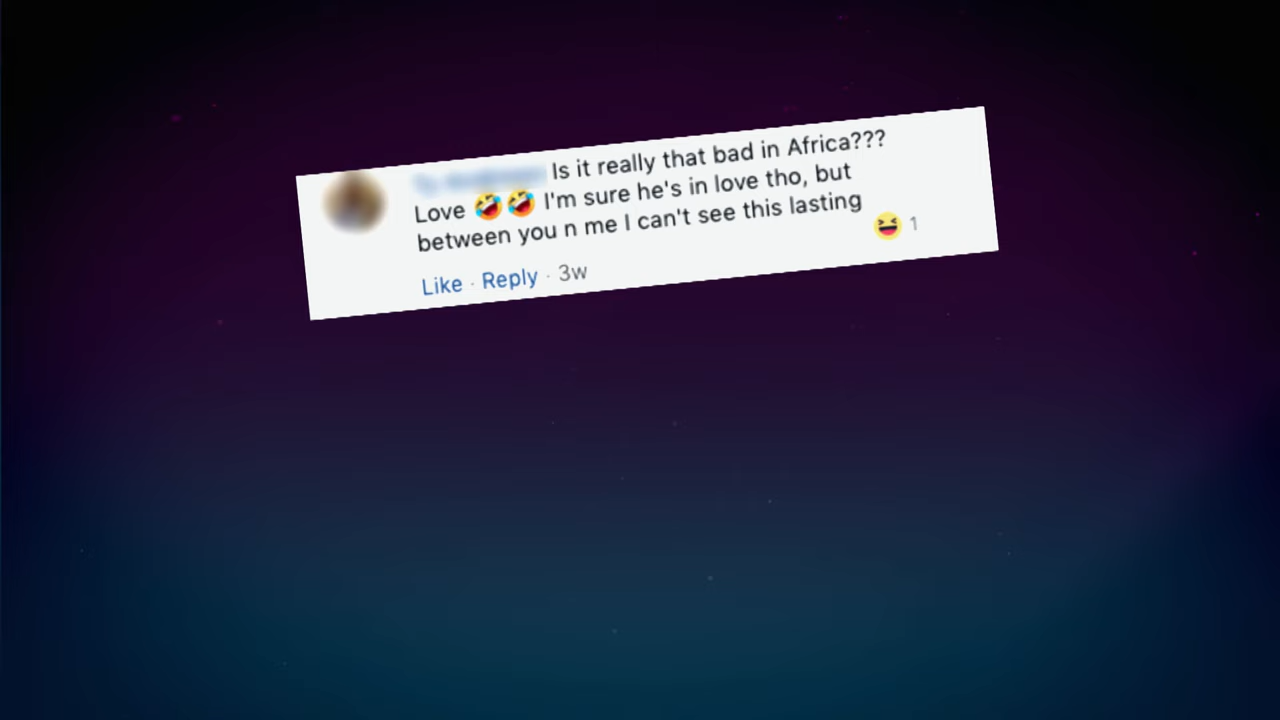 Is it really that bad in Africa???
Love 🤣🤣 I'm sure he's in love tho, but
between you n me I can't see this lasting
😆 1
Like · Reply · 3w